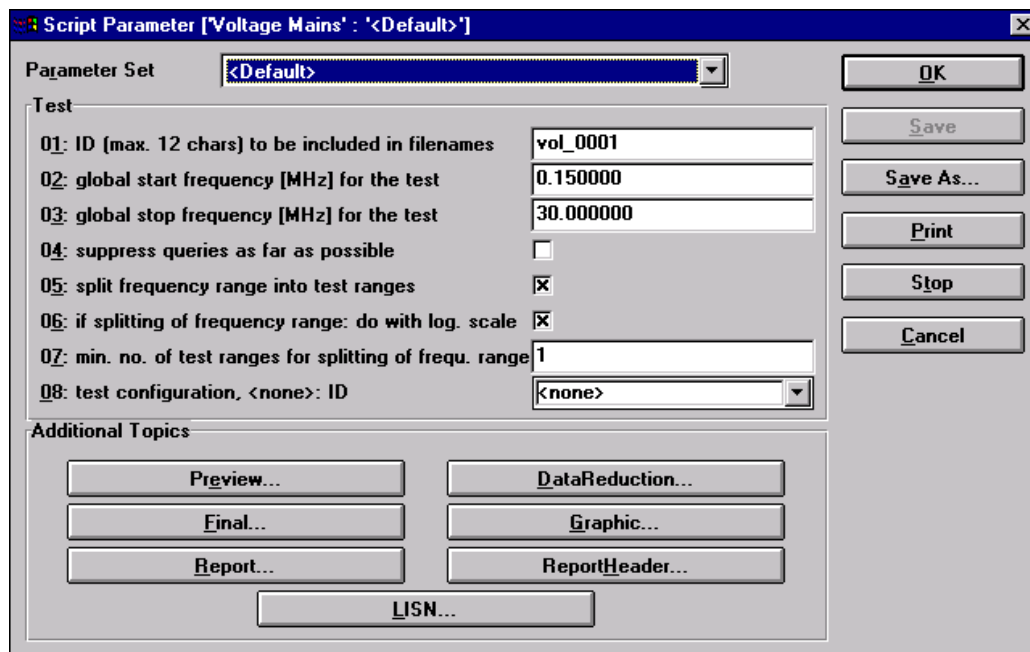 Script Parameter ['Voltage Mains' : '<Default>']
Parameter Set <Default>
OK
Save
Save As...
Print
Stop
Cancel
Test
01: ID (max. 12 chars) to be included in filenames vol_0001
02: global start frequency [MHz] for the test 0.150000
03: global stop frequency [MHz] for the test 30.000000
04: suppress queries as far as possible
05: split frequency range into test ranges
06: if splitting of frequency range: do with log. scale
07: min. no. of test ranges for splitting of frequ. range 1
08: test configuration, <none>: ID <none>
Additional Topics
Preview... DataReduction...
Final... Graphic...
Report... ReportHeader...
LISN...